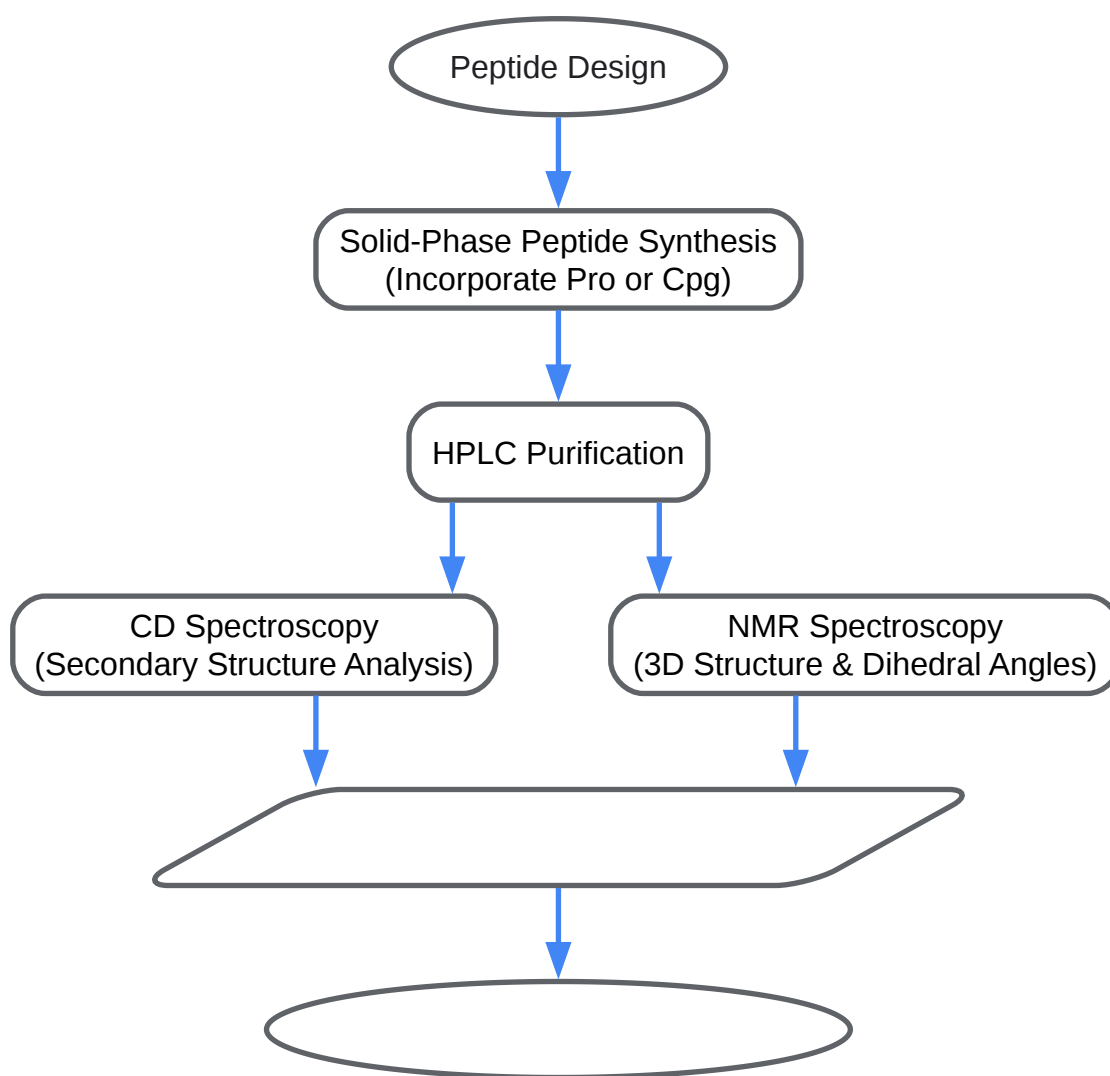 Peptide Design
Solid-Phase Peptide Synthesis
(Incorporate Pro or Cpg)
HPLC Purification
CD Spectroscopy
(Secondary Structure Analysis)
NMR Spectroscopy
(3D Structure & Dihedral Angles)